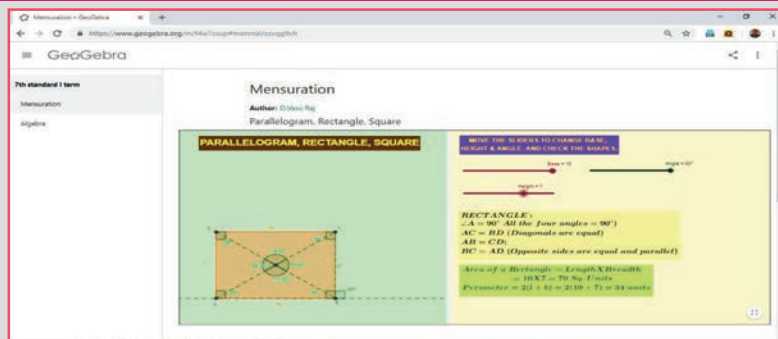 Mensuration - GeoGebra
https://www.geogebra.org/m/
GeoGebra
7th standard I term
Mensuration
Algebra
Mensuration
Author: D.Vasu Raj
Parallelogram, Rectangle, Square
PARALLELOGRAM, RECTANGLE, SQUARE
MOVE THE SLIDERS TO CHANGE BASE,
HEIGHT & ANGLE, AND CHECK THE SHAPES.
Base = 10
Angle = 90°
Height = 7
RECTANGLE :
∠A = 90° All the four angles = 90°)
AC = BD (Diagonals are equal)
AB = CD;
BC = AD (Opposite sides are equal and parallel)
Area of a Rectangle = Length X Breadth
= 10X7 = 70 Sq. Units
Perimeter = 2(l + b) = 2(10 + 7) = 34 units